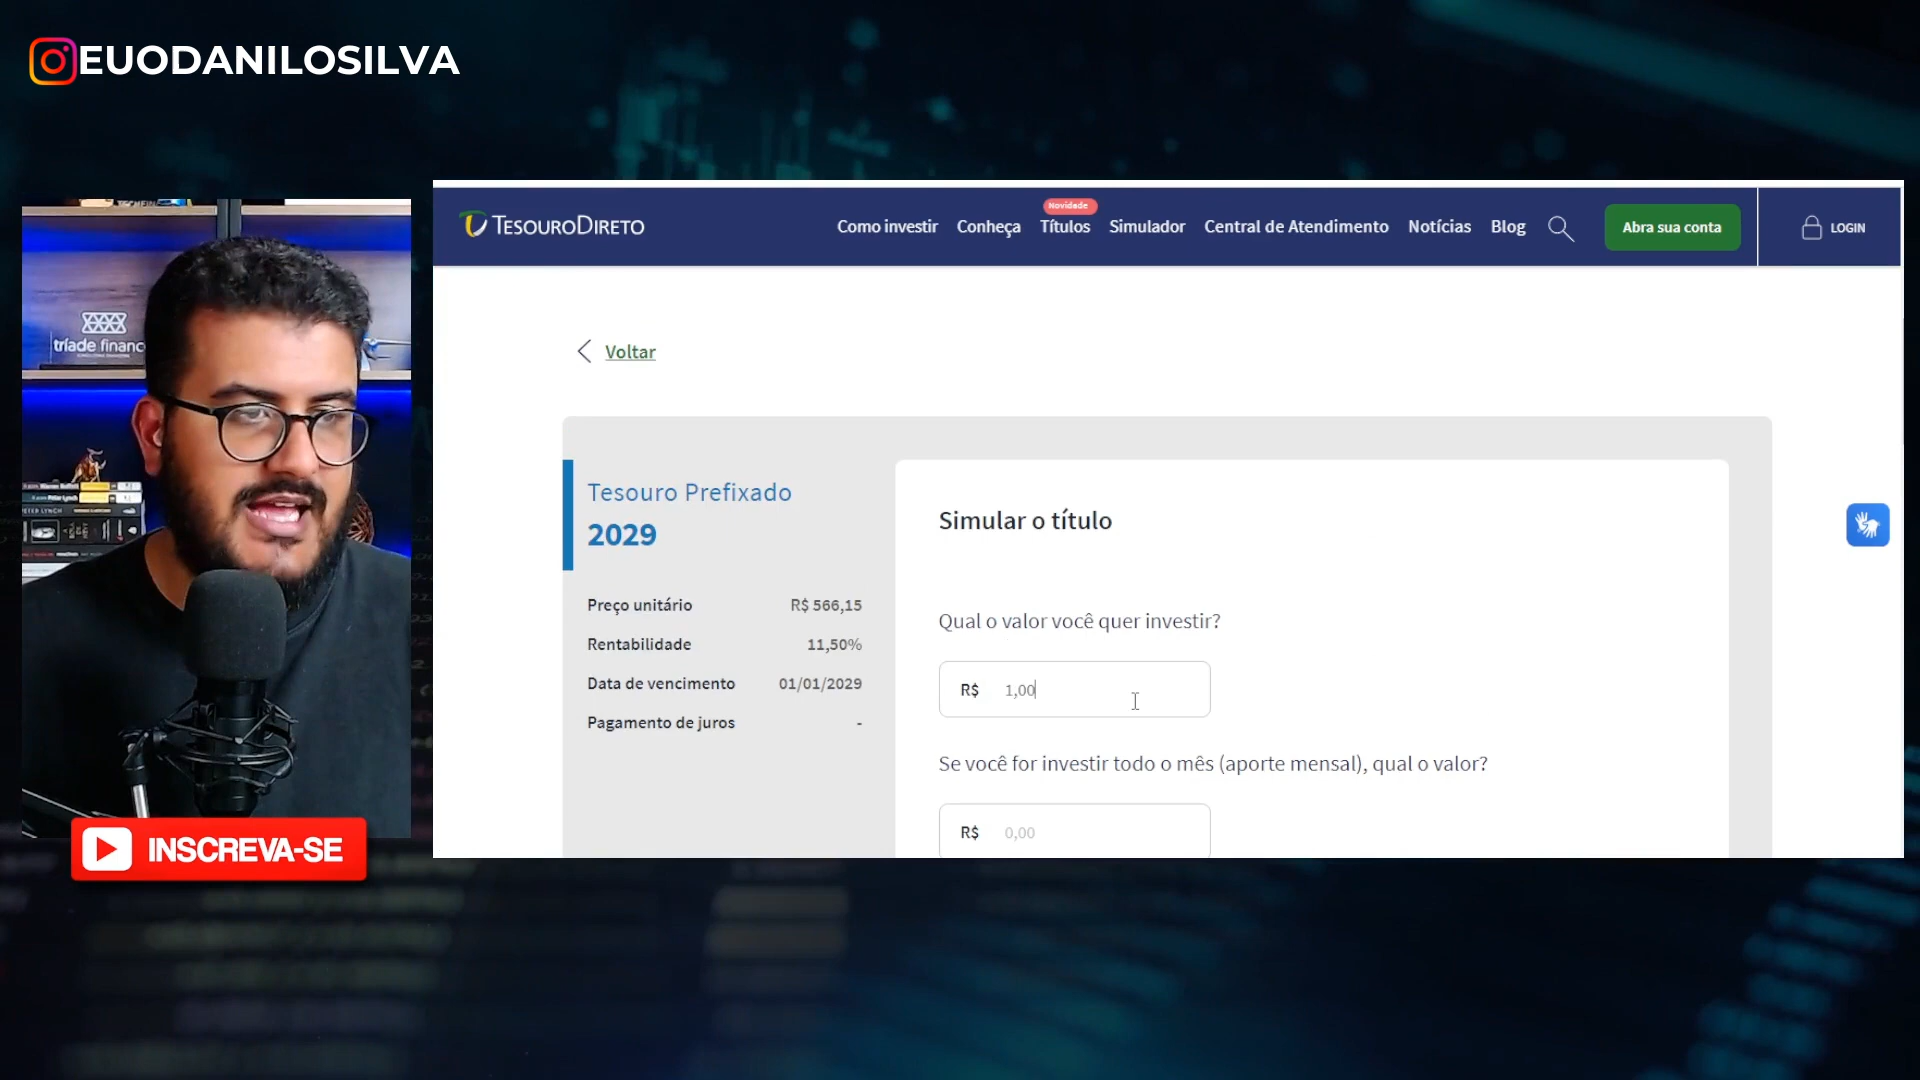 EUODANILOSILVA
TESOURODIRETO
Como investir
Conheça
Novidade
Títulos
Simulador
Central de Atendimento
Notícias
Blog
Abra sua conta
LOGIN
Voltar
Tesouro Prefixado
2029
Preço unitário R$ 566,15
Rentabilidade 11,50%
Data de vencimento 01/01/2029
Pagamento de juros -
Simular o título
Qual o valor você quer investir?
R$ 1,00
Se você for investir todo o mês (aporte mensal), qual o valor?
R$ 0,00
tríade financ
INSCREVA-SE